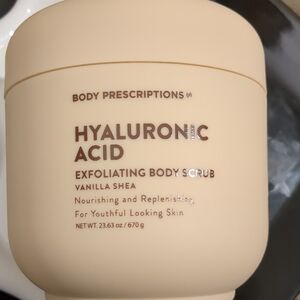 BODY PRESCRIPTIONS
HYALURONIC
ACID
EXFOLIATING BODY SCRUB
VANILLA SHEA
Nourishing and Replenishing
For Youthful Looking Skin
NET WT. 23.63 oz / 670 g